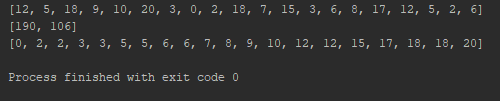 [12, 5, 18, 9, 10, 20, 3, 0, 2, 18, 7, 15, 3, 6, 8, 17, 12, 5, 2, 6]
[190, 106]
[0, 2, 2, 3, 3, 5, 5, 6, 6, 7, 8, 9, 10, 12, 12, 15, 17, 18, 18, 20]
Process finished with exit code 0